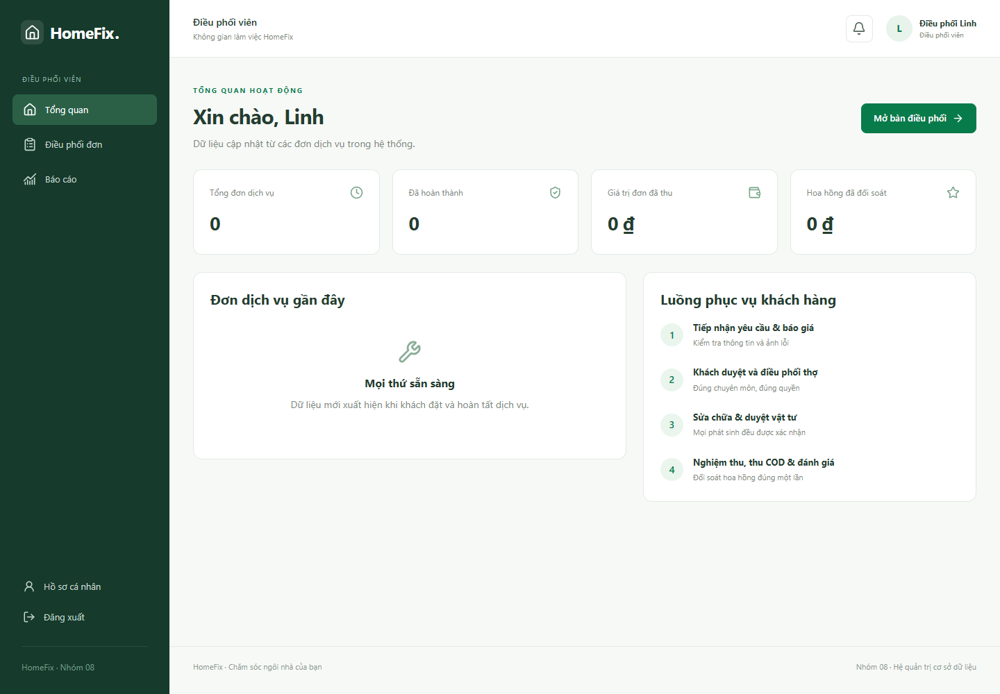 HomeFix.
ĐIỀU PHỐI VIÊN
Tổng quan
Điều phối đơn
Báo cáo
Hồ sơ cá nhân
Đăng xuất
HomeFix · Nhóm 08
Điều phối viên
Không gian làm việc HomeFix
L
Điều phối Linh
Điều phối viên
TỔNG QUAN HOẠT ĐỘNG
Xin chào, Linh
Dữ liệu cập nhật từ các đơn dịch vụ trong hệ thống.
Mở bàn điều phối
Tổng đơn dịch vụ
0
Đã hoàn thành
0
Giá trị đơn đã thu
0 ₫
Hoa hồng đã đối soát
0 ₫
Đơn dịch vụ gần đây
Mọi thứ sẵn sàng
Dữ liệu mới xuất hiện khi khách đặt và hoàn tất dịch vụ.
Luồng phục vụ khách hàng
1
Tiếp nhận yêu cầu & báo giá
Kiểm tra thông tin và ảnh lỗi
2
Khách duyệt và điều phối thợ
Đúng chuyên môn, đúng quyền
3
Sửa chữa & duyệt vật tư
Mọi phát sinh đều được xác nhận
4
Nghiệm thu, thu COD & đánh giá
Đối soát hoa hồng đúng một lần
HomeFix · Chăm sóc ngôi nhà của bạn
Nhóm 08 · Hệ quản trị cơ sở dữ liệu